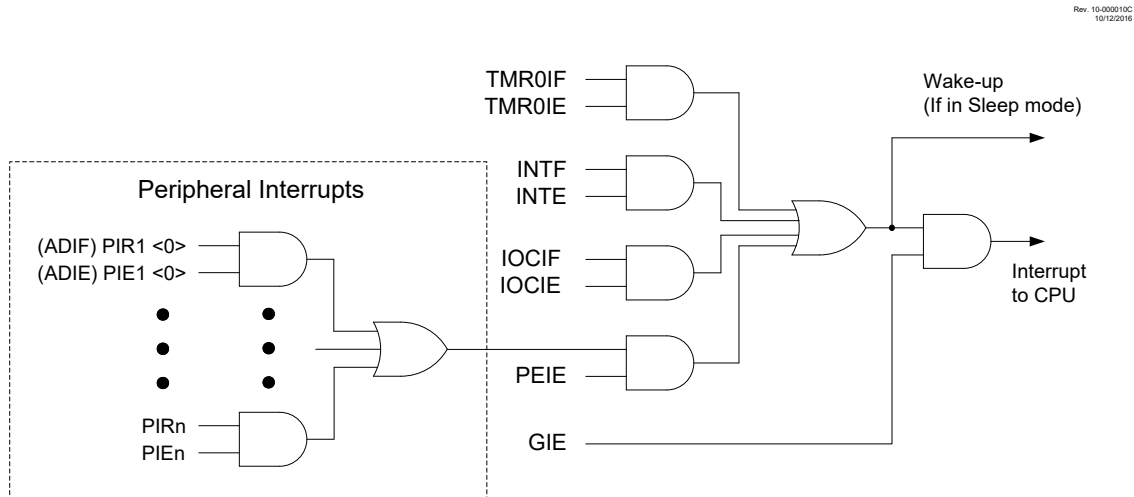 Rev. 10-000010C
10/12/2016
TMR0IF
TMR0IE
Wake-up
(If in Sleep mode)
INTF
INTE
Peripheral Interrupts
(ADIF) PIR1 <0>
(ADIE) PIE1 <0>
IOCIF
IOCIE
Interrupt
to CPU
PEIE
PIRn
PIEn
GIE